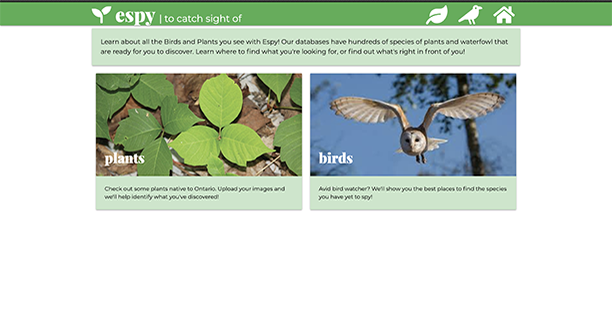 espy | to catch sight of
Learn about all the Birds and Plants you see with Espy! Our databases have hundreds of species of plants and waterfowl that
are ready for you to discover. Learn where to find what you're looking for, or find out what's right in front of you!
plants
birds
Check out some plants native to Ontario. Upload your images and
we'll help identify what you've discovered!
Avid bird watcher? We'll show you the best places to find the species
you have yet to spy!